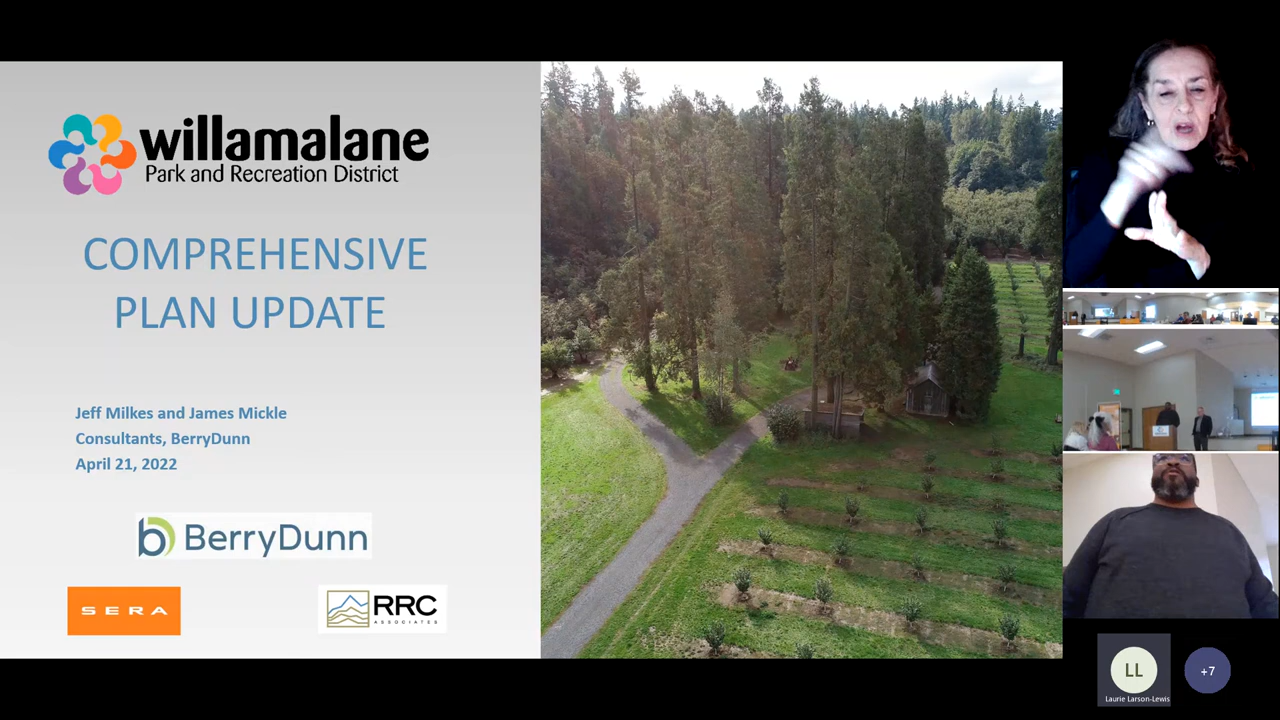 willamalane
Park and Recreation District
COMPREHENSIVE
PLAN UPDATE
Jeff Milkes and James Mickle
Consultants, BerryDunn
April 21, 2022
b BerryDunn
SERA
RRC
ASSOCIATES
LL
Laurie Larson-Lewis
+7